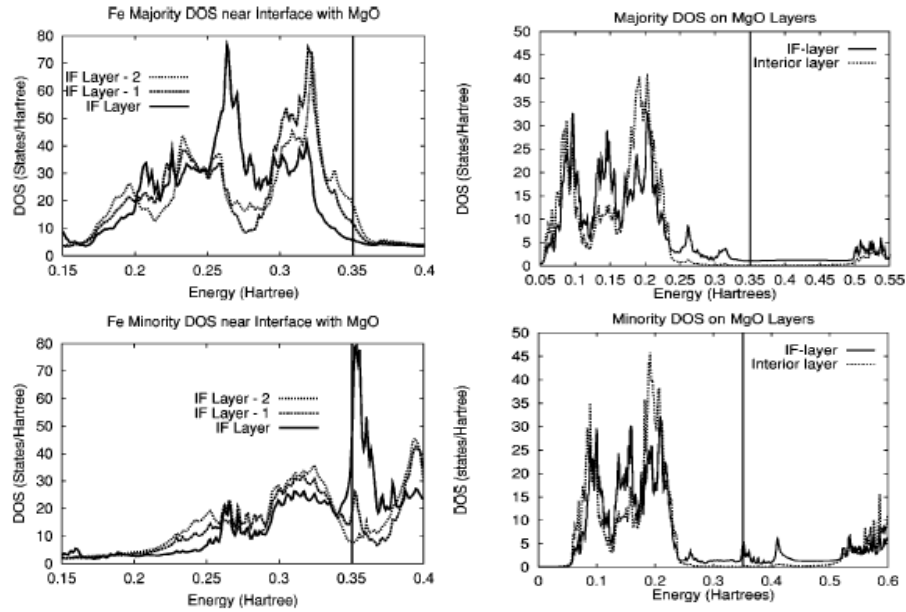 Fe Majority DOS near Interface with MgO
80
70
60
50
40
30
20
10
0
DOS (States/Hartree)
IF Layer - 2
IF Layer - 1
IF Layer
0.15 0.2 0.25 0.3 0.35 0.4
Energy (Hartree)
Majority DOS on MgO Layers
50
45
40
35
30
25
20
15
10
5
0
DOS (States/Hartree)
IF-layer
Interior layer
0.05 0.1 0.15 0.2 0.25 0.3 0.35 0.4 0.45 0.5 0.55
Energy (Hartrees)
Fe Minority DOS near Interface with MgO
80
70
60
50
40
30
20
10
0
DOS (States/Hartree)
IF Layer - 2
IF Layer - 1
IF Layer
0.15 0.2 0.25 0.3 0.35 0.4
Energy (Hartree)
Minority DOS on MgO Layers
50
45
40
35
30
25
20
15
10
5
0
DOS (states/Hartree)
IF-layer
Interior layer
0 0.1 0.2 0.3 0.4 0.5 0.6
Energy (Hartrees)